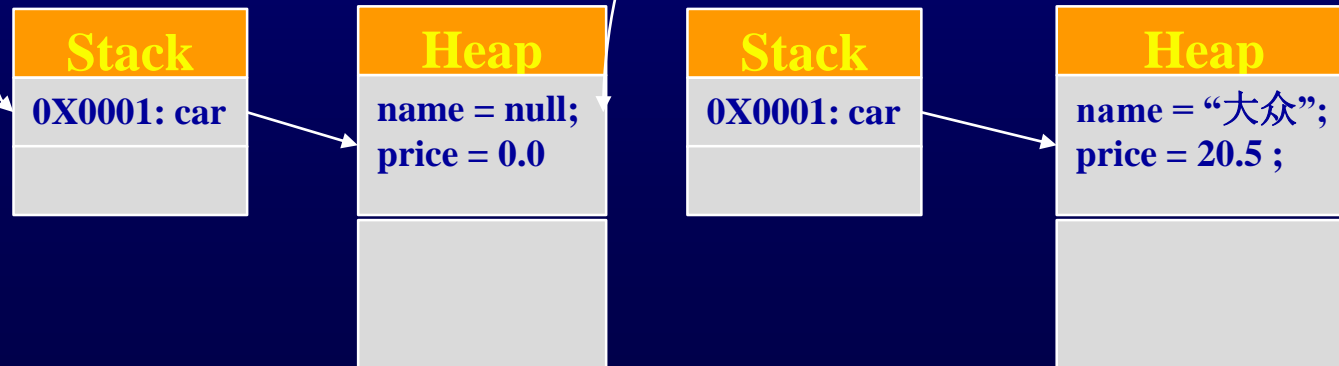 Stack
0X0001: car
Heap
name = null;
price = 0.0
Stack
0X0001: car
Heap
name = “大众”;
price = 20.5 ;